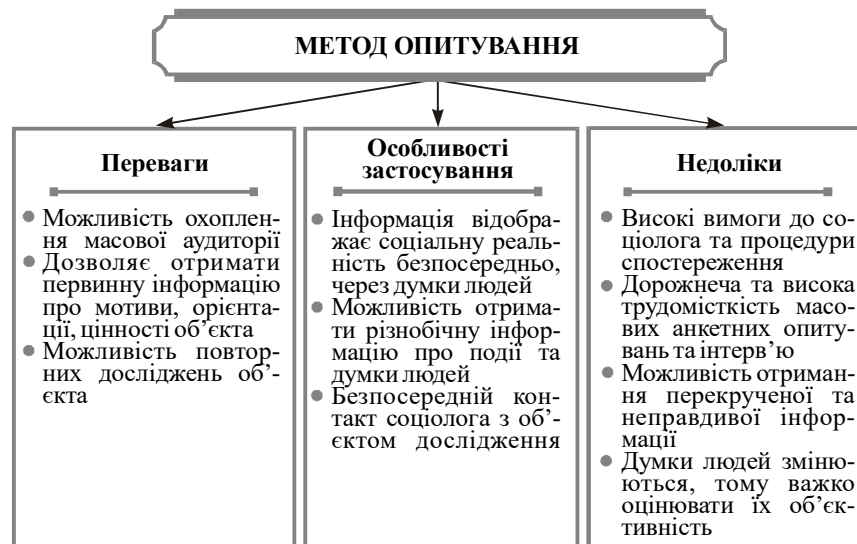 МЕТОД ОПИТУВАННЯ
Переваги
Можливість охоплен-
ня масової аудиторії
Дозволяє отримати
первинну інформацію
про мотиви, орієнта-
ції, цінності об’єкта
Можливість повтор-
них досліджень об’-
єкта
Особливості
застосування
Інформація відобра-
жає соціальну реаль-
ність безпосередньо,
через думки людей
Можливість отрима-
ти різнобічну інфор-
мацію про події та
думки людей
Безпосередній кон-
такт соціолога з об’-
єктом дослідження
Недоліки
Високі вимоги до со-
ціолога та процедури
спостереження
Дорожнеча та висока
трудомісткість масо-
вих анкетних опиту-
вань та інтерв’ю
Можливість отриман-
ня перекрученої та
неправдивої інфор-
мації
Думки людей зміню-
ються, тому важко
оцінювати їх об’єк-
тивність